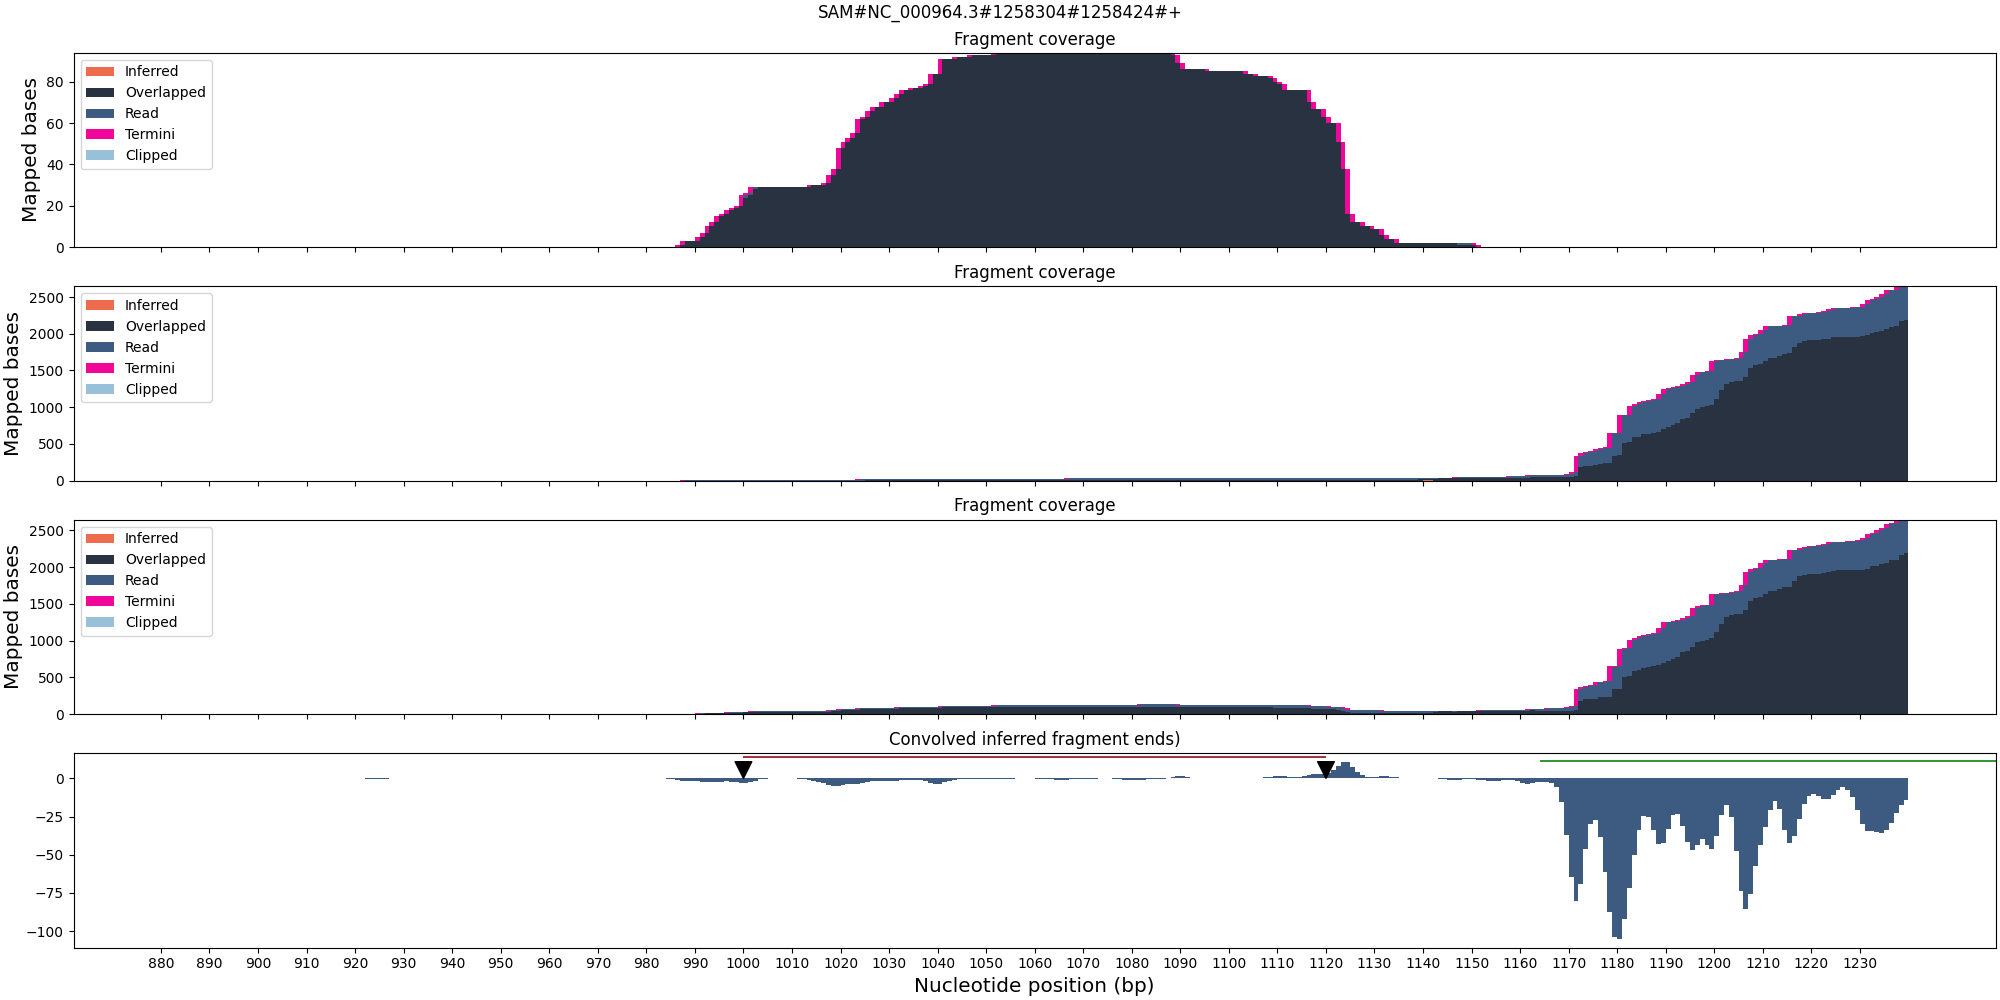 SAM#NC_000964.3#1258304#1258424#+
Fragment coverage
Mapped bases
80
60
40
20
0
Inferred
Overlapped
Read
Termini
Clipped
Fragment coverage
Mapped bases
2500
2000
1500
1000
500
0
Inferred
Overlapped
Read
Termini
Clipped
Fragment coverage
Mapped bases
2500
2000
1500
1000
500
0
Inferred
Overlapped
Read
Termini
Clipped
Convolved inferred fragment ends)
0
−25
−50
−75
−100
880 890 900 910 920 930 940 950 960 970 980 990 1000 1010 1020 1030 1040 1050 1060 1070 1080 1090 1100 1110 1120 1130 1140 1150 1160 1170 1180 1190 1200 1210 1220 1230
Nucleotide position (bp)